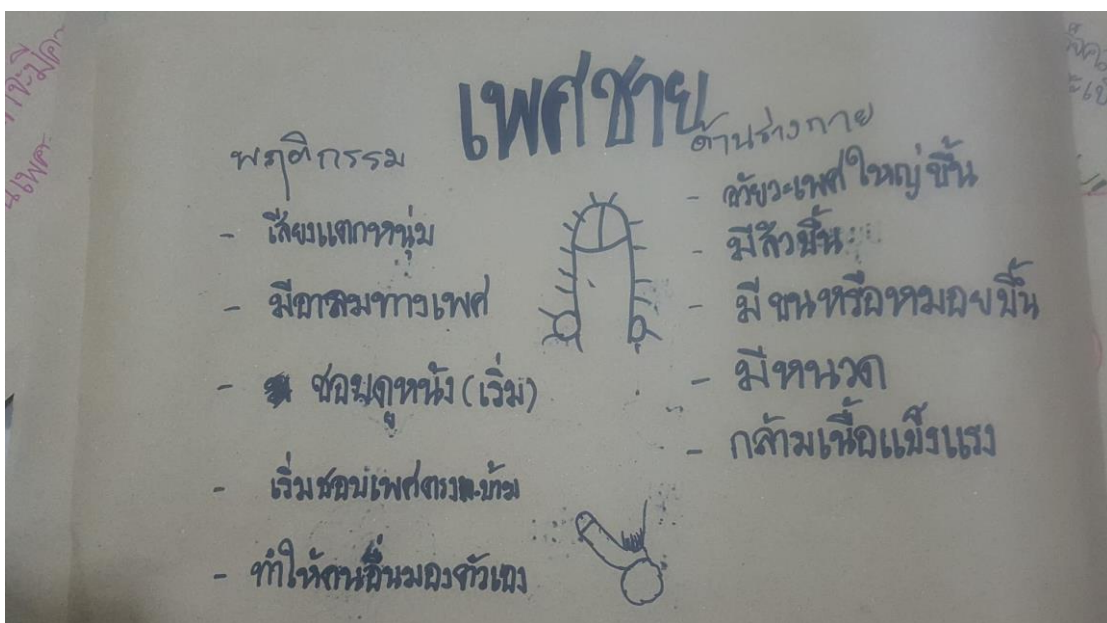 เพศชาย
พฤติกรรม
- เสียงแตกหนุ่ม
- มีอาลมทางเพศ
- ชอบดูหนัง (เริ่ม)
- เริ่มชอบเพศตรงข้าม
- ทำให้คนอื่นมองตัวเอง
ด้านร่างกาย
- อวัยวะเพศใหญ่ขึ้น
- มีสิวขึ้น
- มีขนหรือหมอยขึ้น
- มีหนวด
- กล้ามเนื้อแข็งแรง